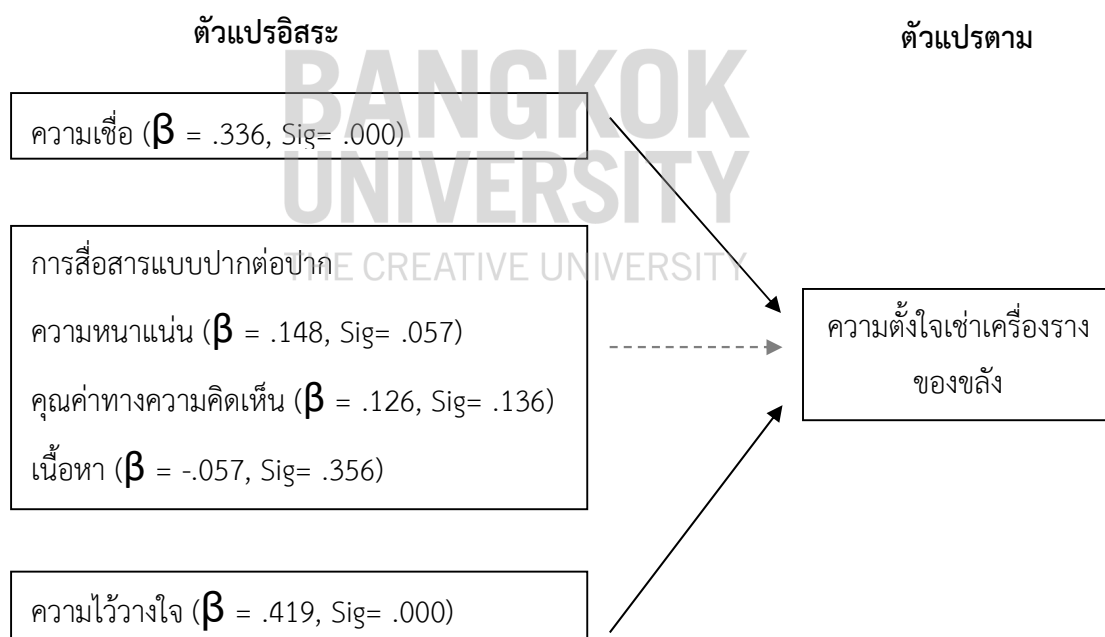 ตัวแปรอิสระ
ตัวแปรตาม
BANGKOK
UNIVERSITY
THE CREATIVE UNIVERSITY
ความเชื่อ (β = .336, Sig= .000)
การสื่อสารแบบปากต่อปาก
ความหนาแน่น (β = .148, Sig= .057)
คุณค่าทางความคิดเห็น (β = .126, Sig= .136)
เนื้อหา (β = -.057, Sig= .356)
ความไว้วางใจ (β = .419, Sig= .000)
ความตั้งใจเช่าเครื่องราง
ของขลัง